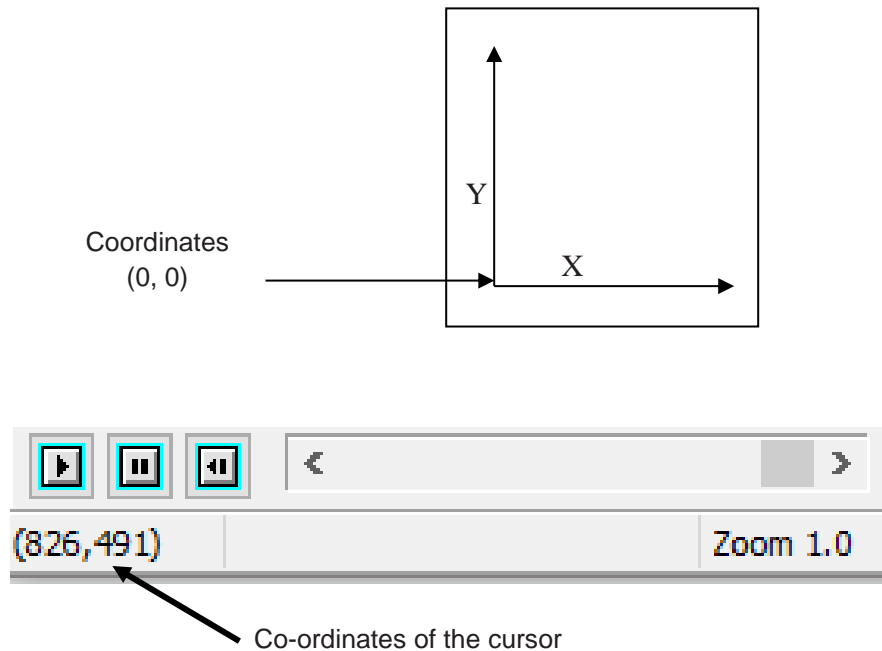 Y
Coordinates
(0, 0)
X
(826,491)
Zoom 1.0
Co-ordinates of the cursor